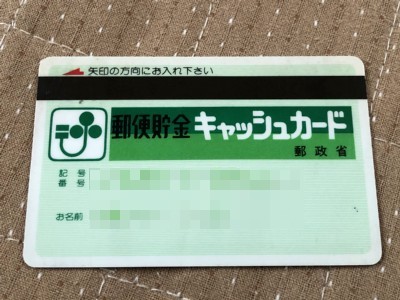 矢印の方向にお入れ下さい
郵便貯金 キャッシュカード
郵政省
記号
番号
お名前